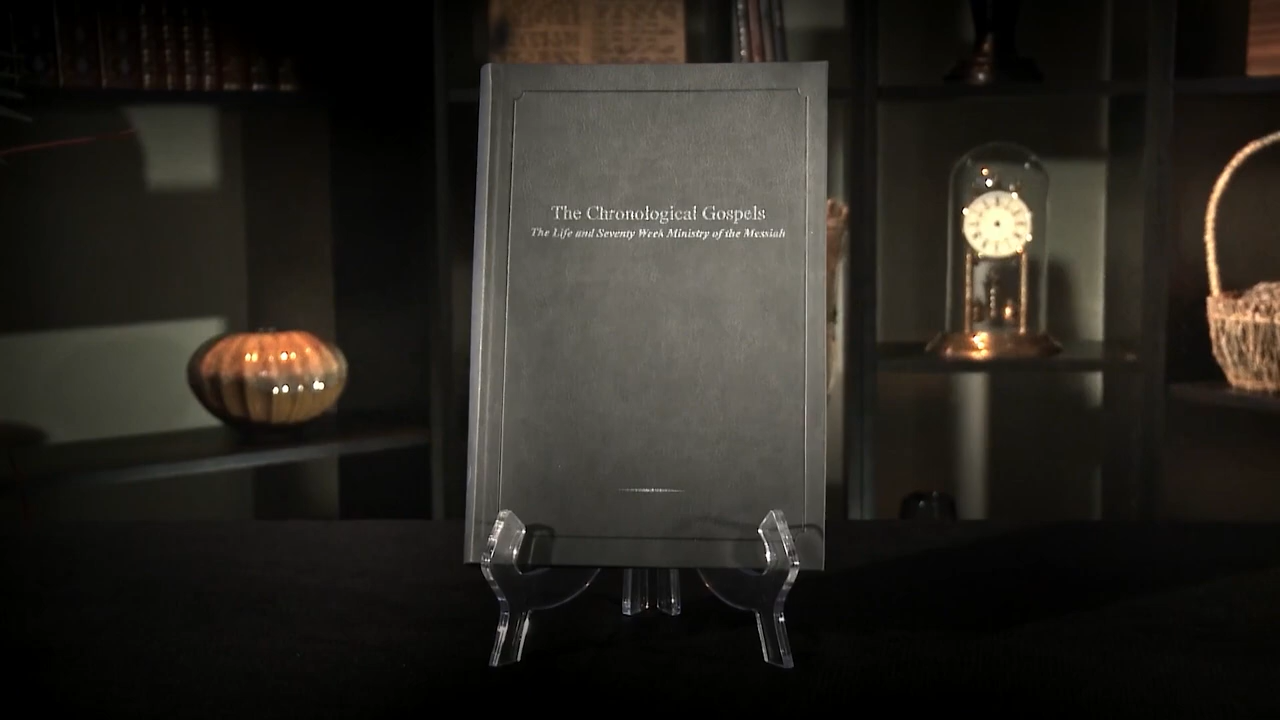 The Chronological Gospels
The Life and Seventy Week Ministry of the Messiah